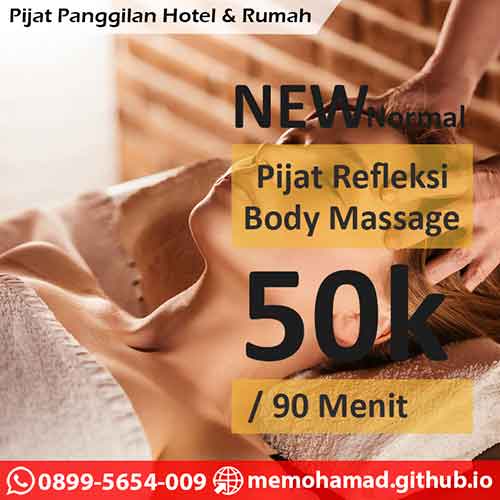 Pijat Panggilan Hotel & Rumah
NEW Normal
Pijat Refleksi
Body Massage
50k
/ 90 Menit
0899-5654-009 memohamad.github.io